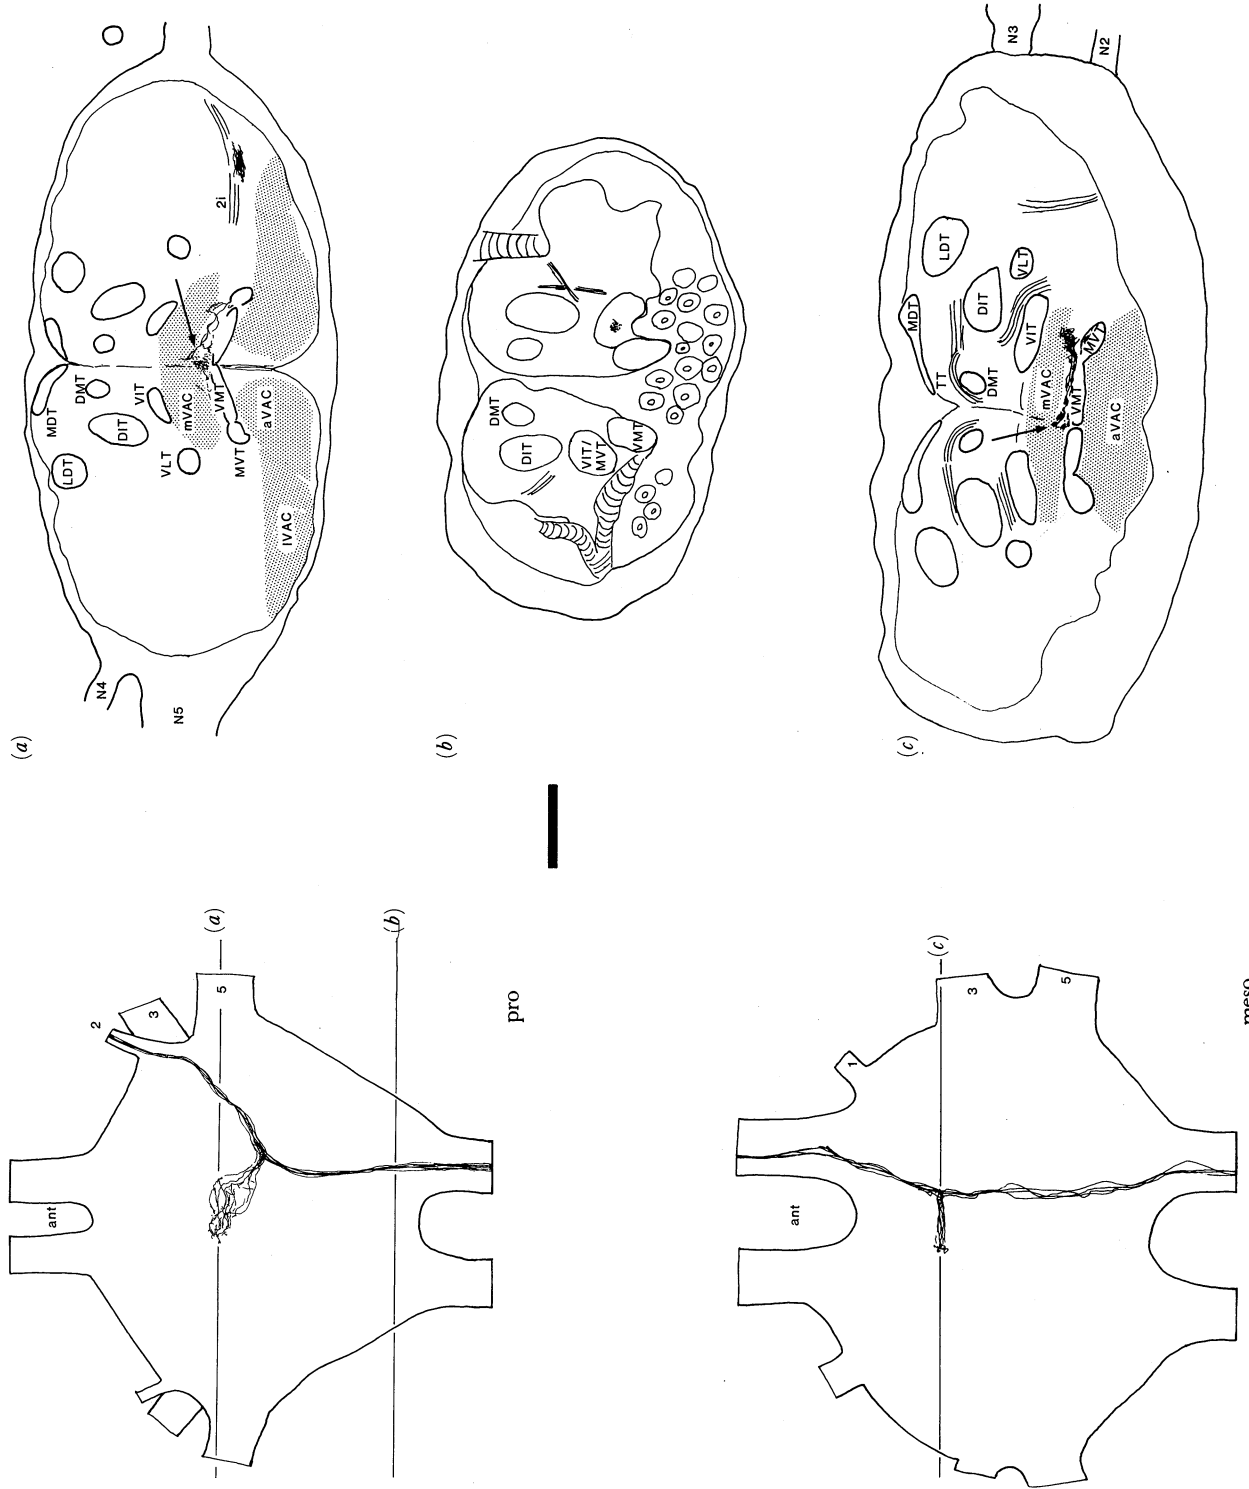 (a)
N4
N5
MDT
LDT
DMT
DIT
VIT
VLT
mVAC
VMT
MVT
aVAC
lVAC
2i
(b)
DMT
DIT
VIT/
MVT
VMT
(c)
N3
N2
MDT
LDT
TT
DMT
DIT
VLT
VIT
mVAC
VMT
MVT
aVAC
ant
2
3
5
(a)
(b)
pro
ant
1
3
5
(c)
meso